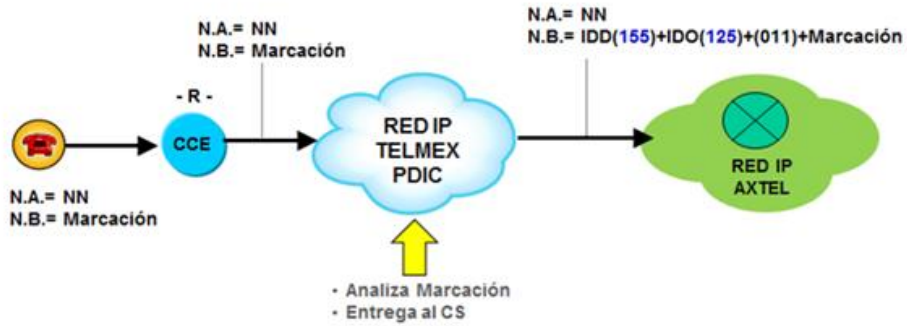 N.A.= NN
N.B.= Marcación
N.A.= NN
N.B.= IDD(155)+IDO(125)+(011)+Marcación
- R -
CCE
RED IP
TELMEX
PDIC
RED IP
AXTEL
N.A.= NN
N.B.= Marcación
· Analiza Marcación
· Entrega al CS